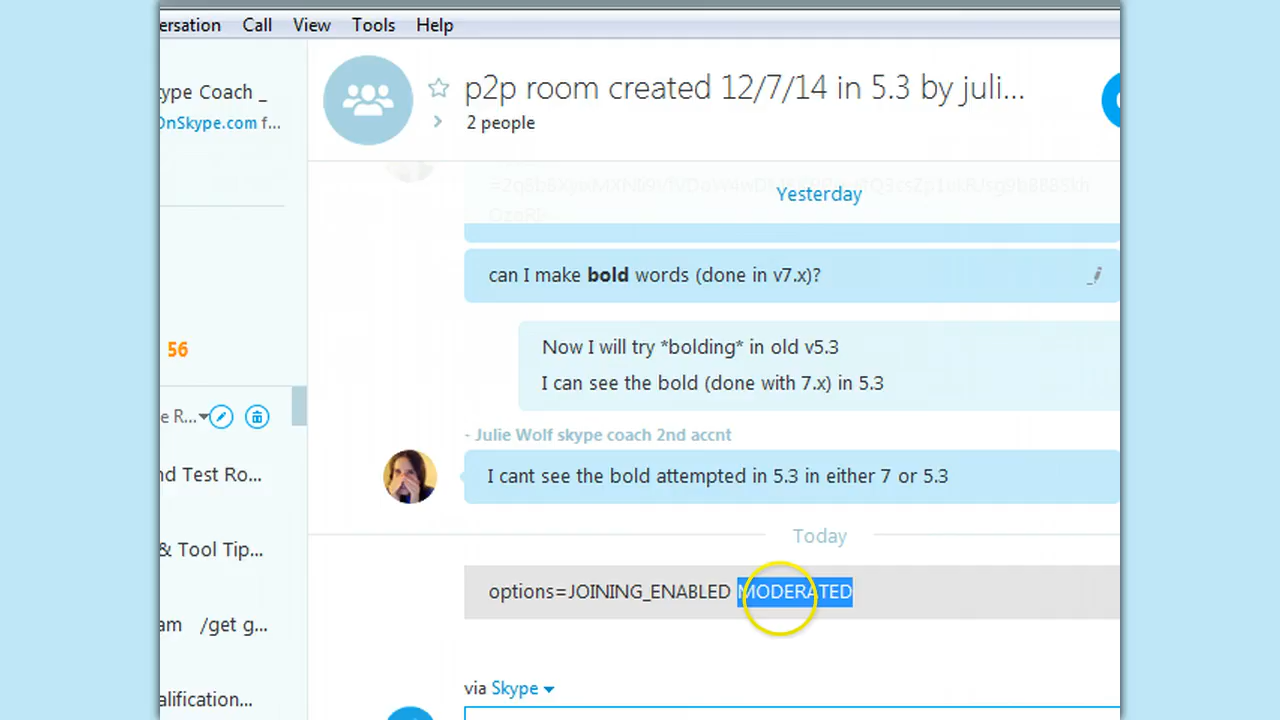 ersation Call View Tools Help
ype Coach _
OnSkype.com f...
p2p room created 12/7/14 in 5.3 by juli...
2 people
Yesterday
can I make bold words (done in v7.x)?
Now I will try *bolding* in old v5.3
I can see the bold (done with 7.x) in 5.3
56
e R...
- Julie Wolf skype coach 2nd accnt
nd Test Ro...
I cant see the bold attempted in 5.3 in either 7 or 5.3
Today
& Tool Tip...
options=JOINING_ENABLED MODERATED
am /get g...
via Skype
alification...